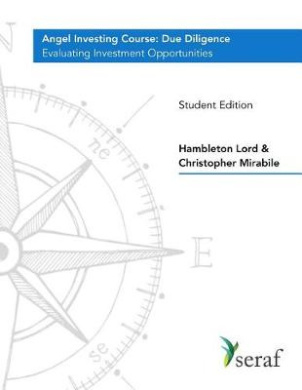 Angel Investing Course: Due Diligence
Evaluating Investment Opportunities
N
Student Edition
ne
Hambleton Lord &
Christopher Mirabile
E
se
seraf